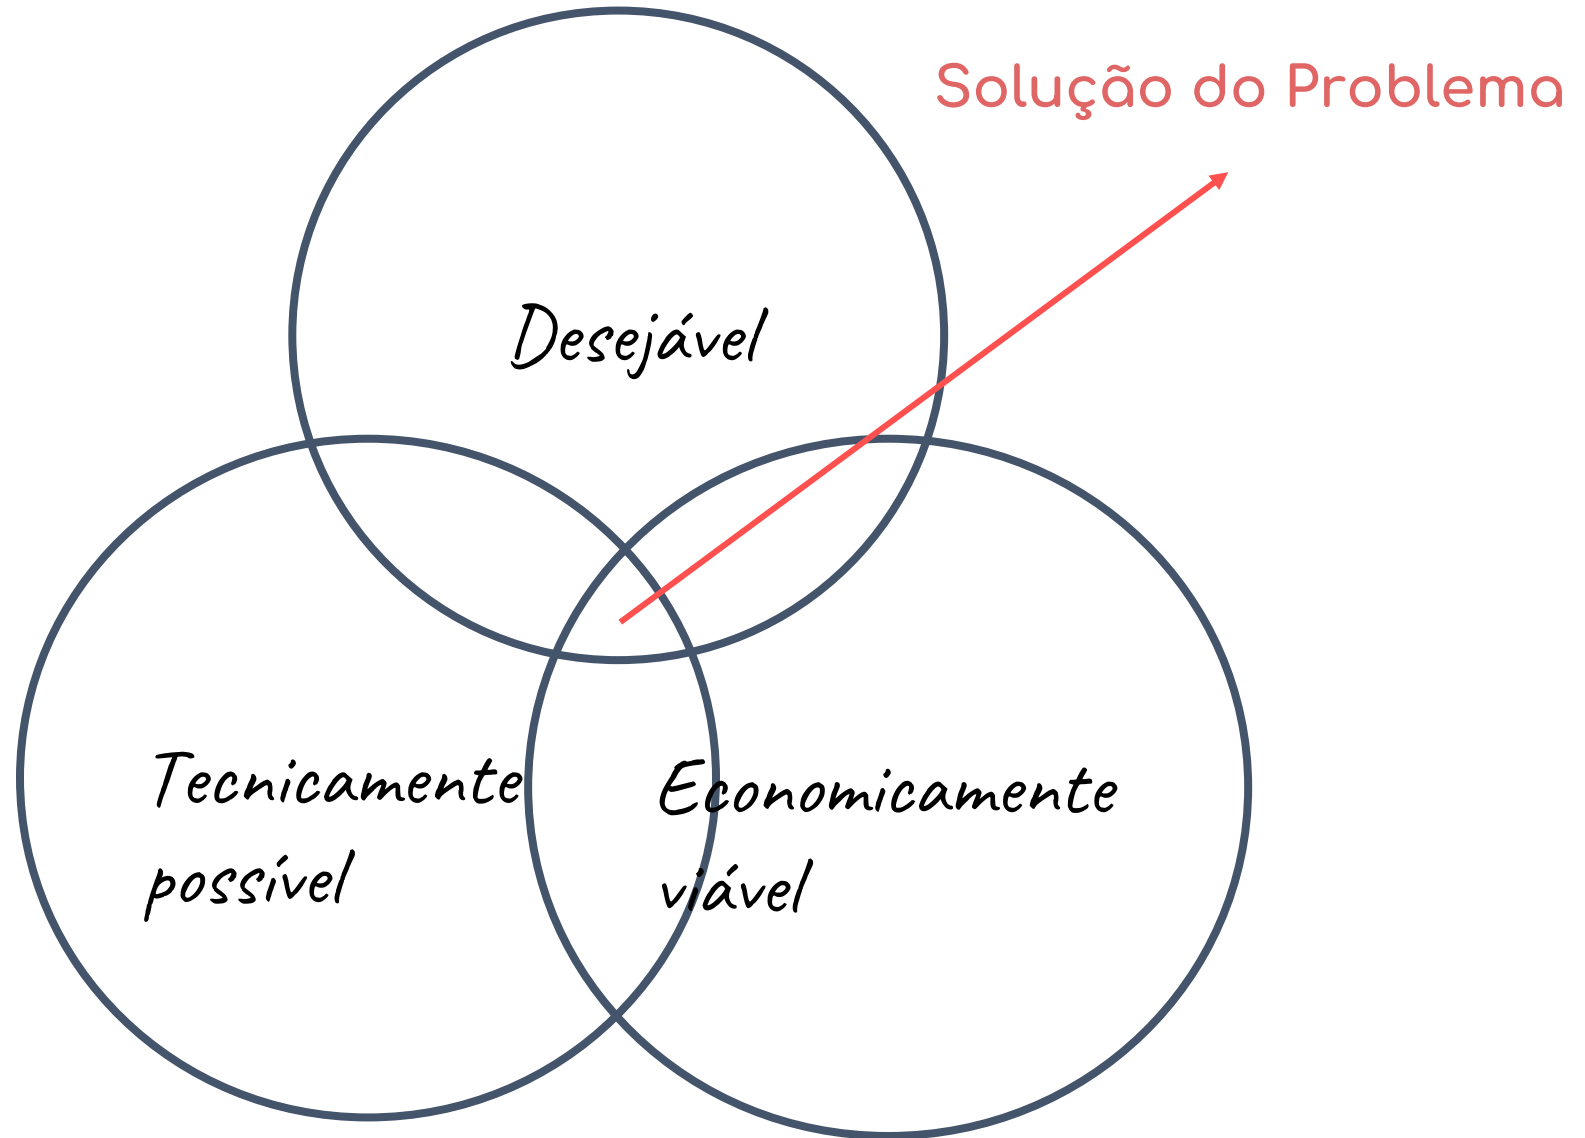 Solução do Problema
Desejável
Tecnicamente
possível
Economicamente
viável